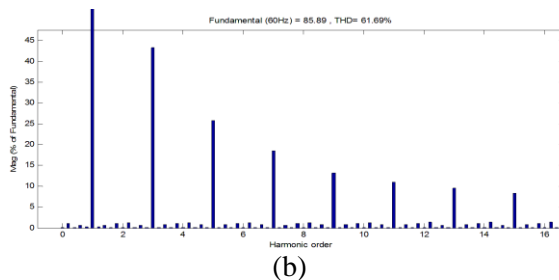 Fundamental (60Hz) = 85.89 , THD= 61.69%
Mag (% of Fundamental)
45
40
35
30
25
20
15
10
5
0
0 2 4 6 8 10 12 14 16
Harmonic order
(b)